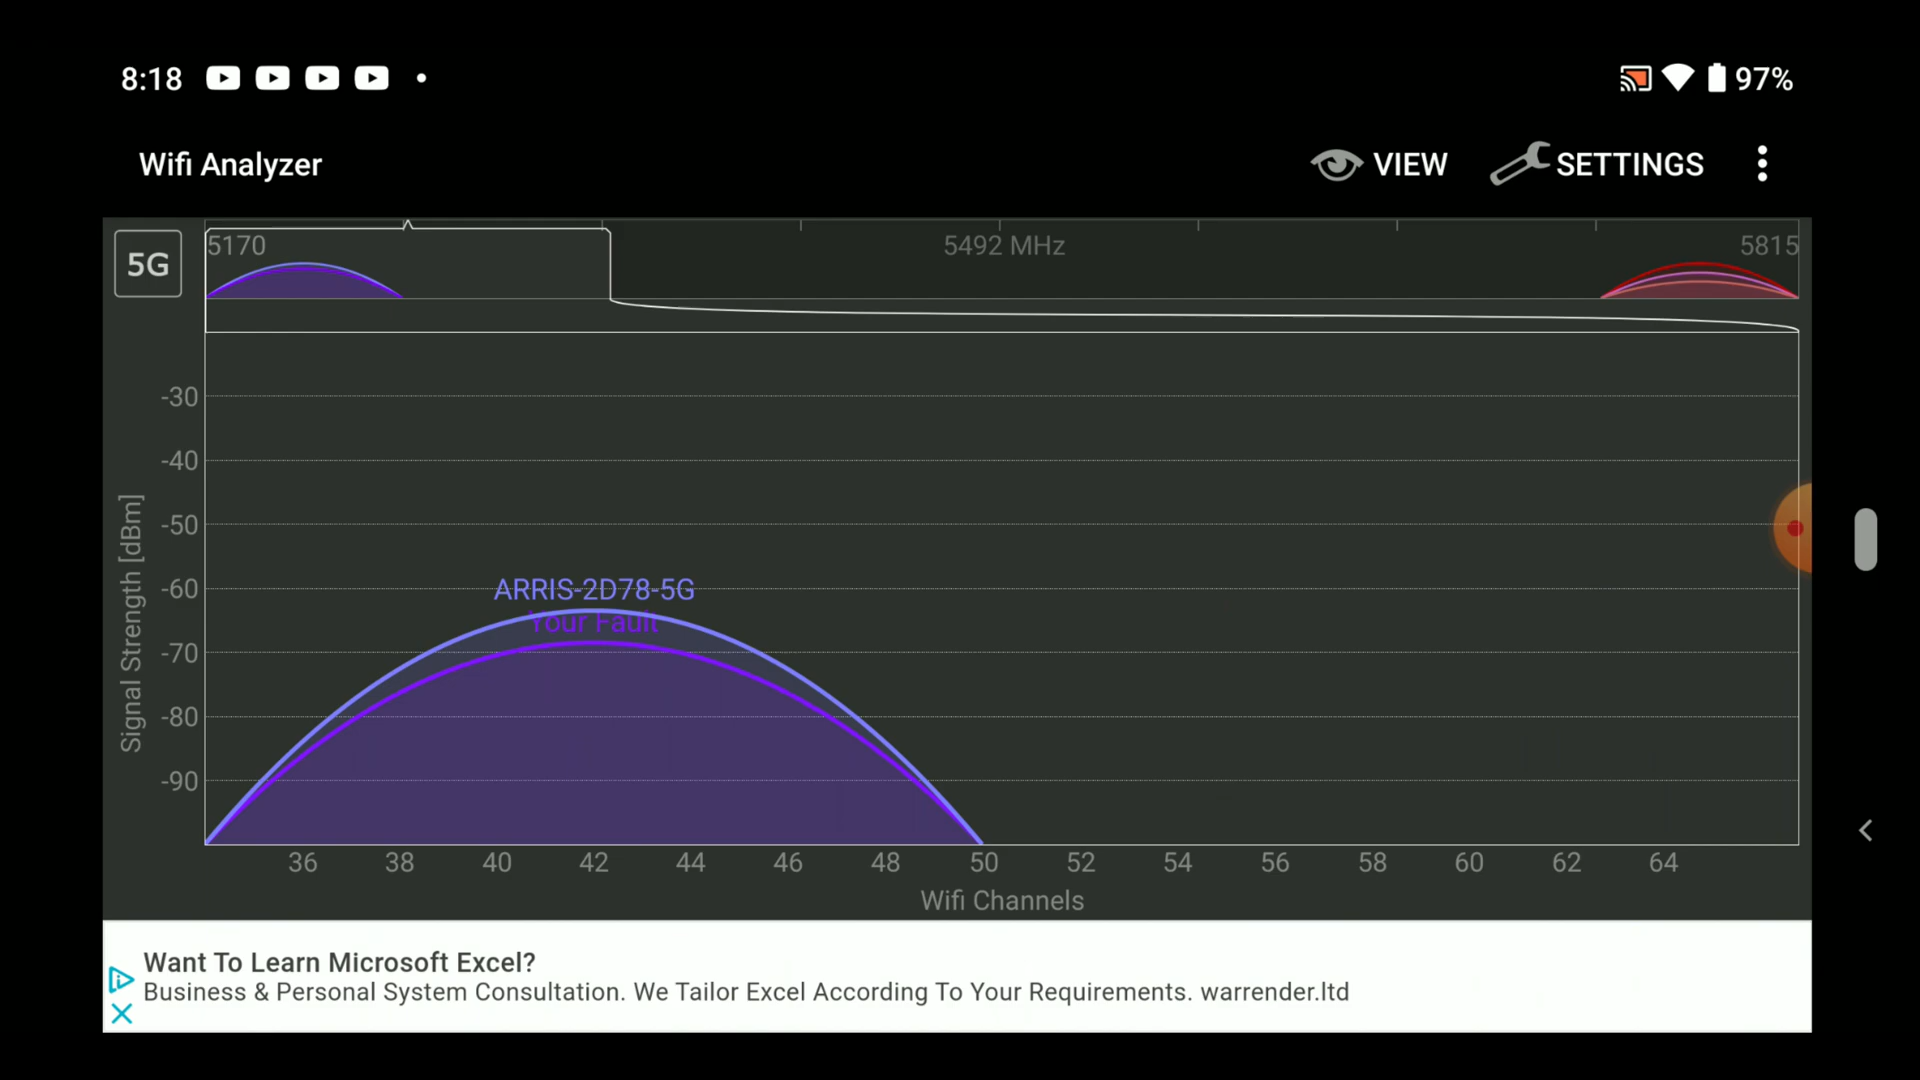 8:18
97%
Wifi Analyzer
VIEW
SETTINGS
5G
5170
5492 MHz
5815
-30
-40
-50
-60
-70
-80
-90
Signal Strength [dBm]
ARRIS-2D78-5G
Your Fault
36 38 40 42 44 46 48 50 52 54 56 58 60 62 64
Wifi Channels
Want To Learn Microsoft Excel?
Business & Personal System Consultation. We Tailor Excel According To Your Requirements. warrender.ltd